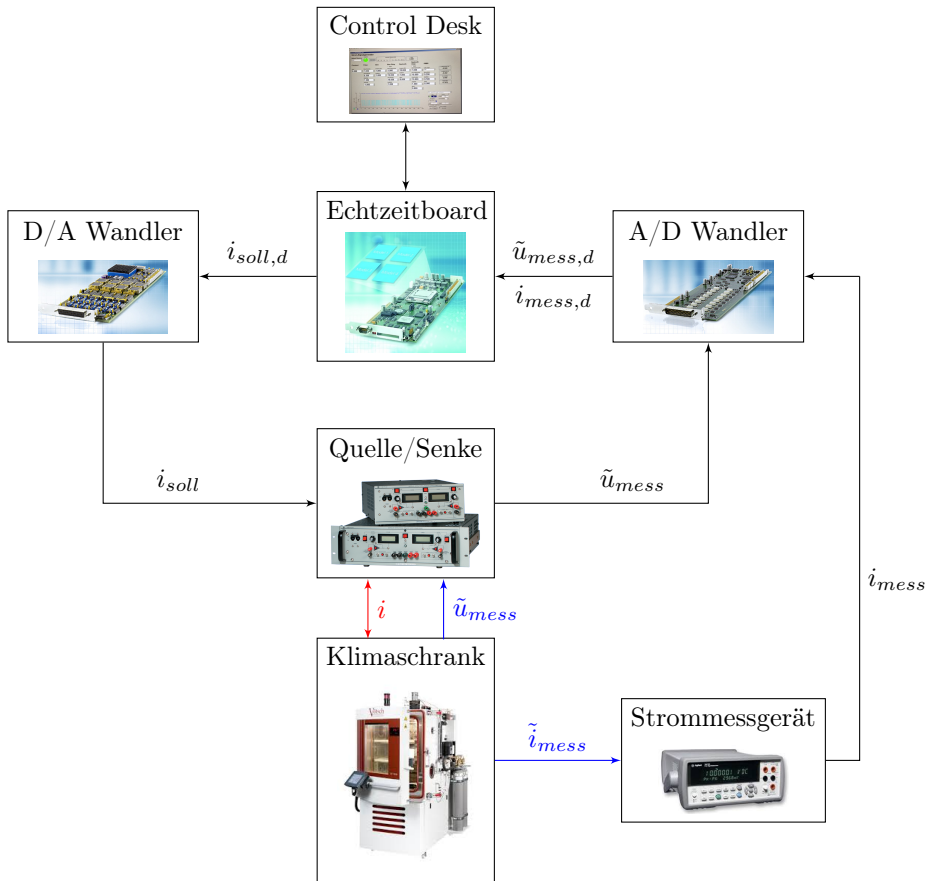 Control Desk
Echtzeitboard
D/A Wandler
A/D Wandler
i_{soll,d}
ũ_{mess,d}
i_{mess,d}
Quelle/Senke
i_{soll}
ũ_{mess}
i_{mess}
i
ũ_{mess}
Klimaschrank
Strommessgerät
ĩ_{mess}